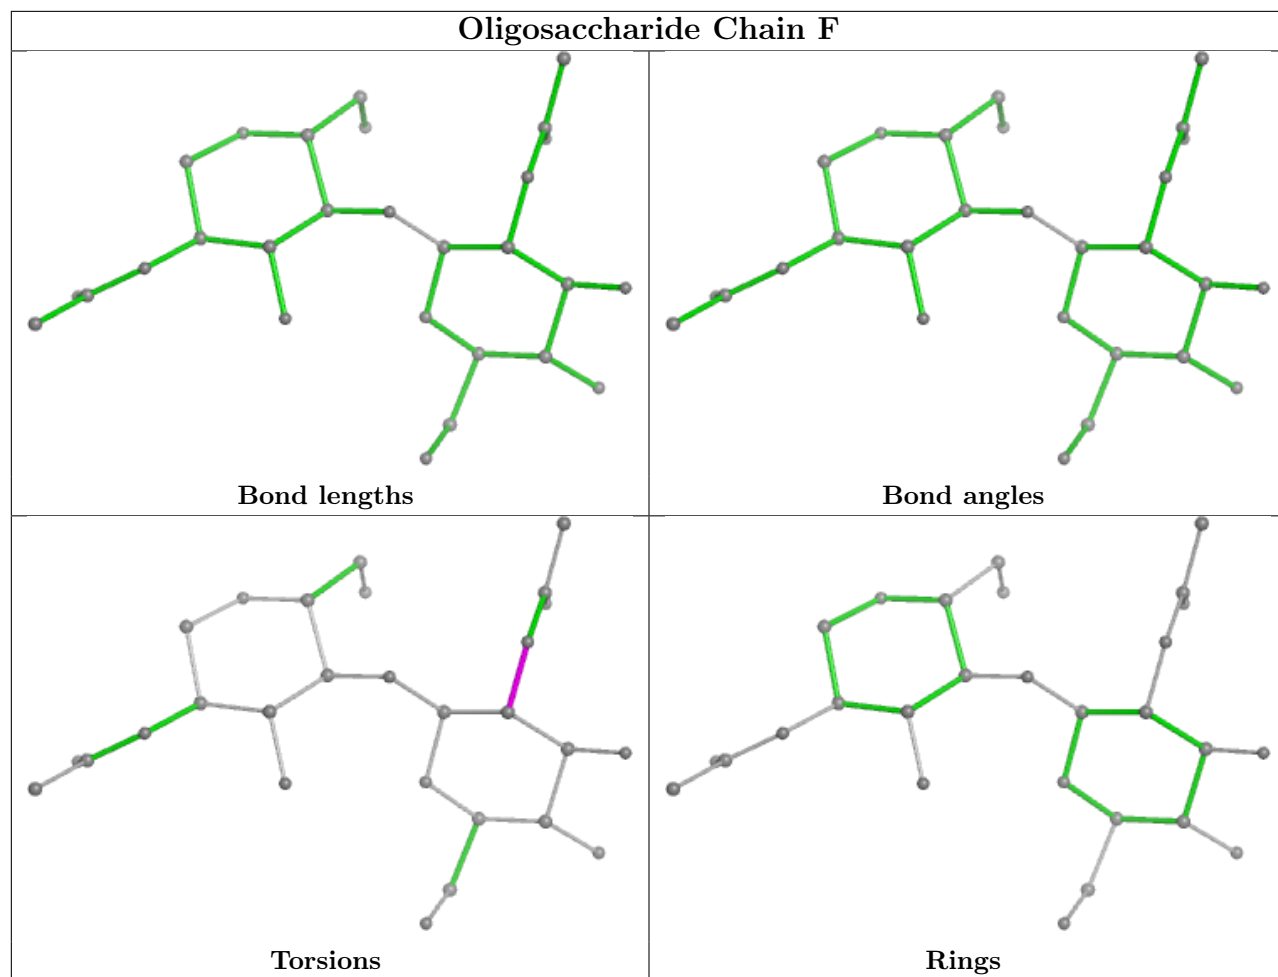 Oligosaccharide Chain F
Bond lengths
Bond angles
Torsions
Rings